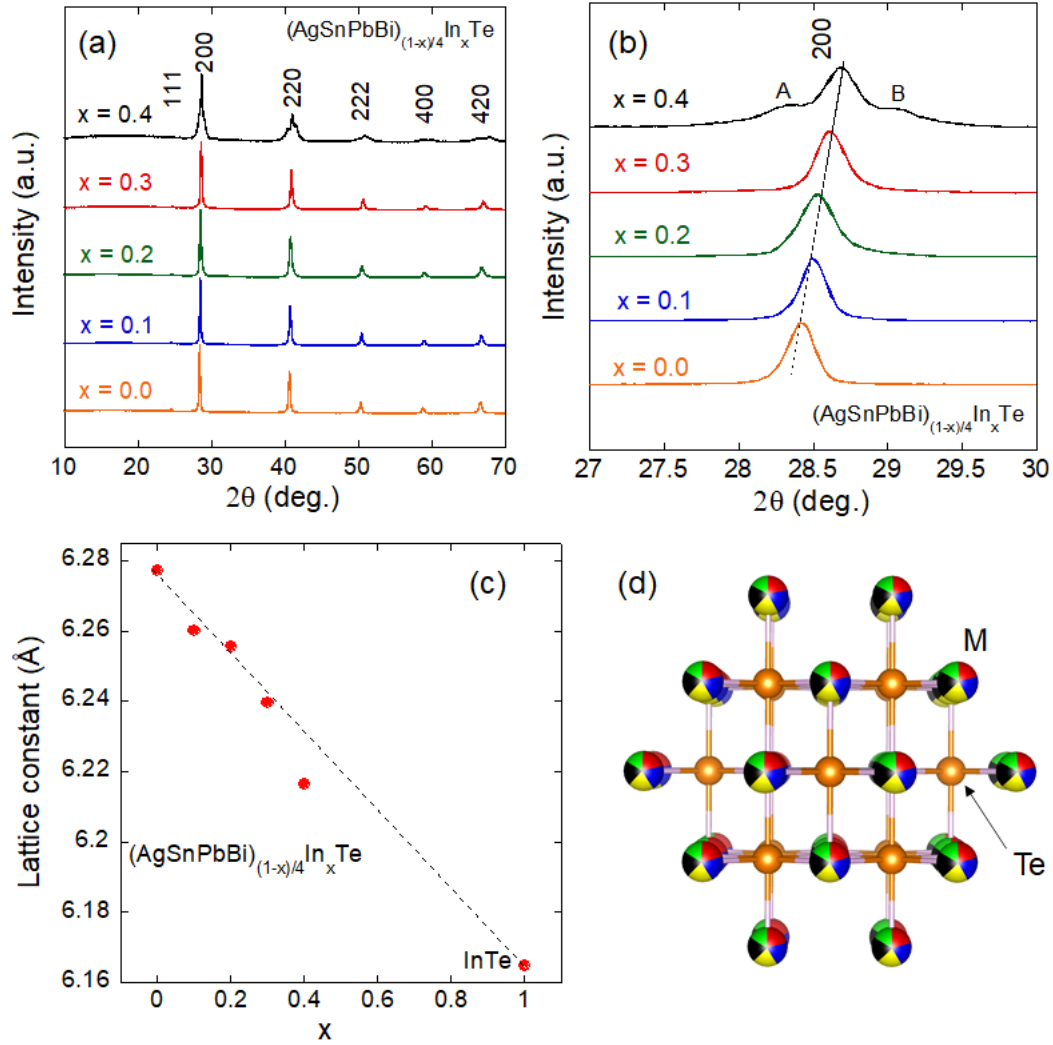 (a)
(AgSnPbBi)(1-x)/4InxTe
111
200
220
222
400
420
x = 0.4
x = 0.3
x = 0.2
x = 0.1
x = 0.0
Intensity (a.u.)
10 20 30 40 50 60 70
2θ (deg.)
(b)
200
A
B
x = 0.4
x = 0.3
x = 0.2
x = 0.1
x = 0.0
(AgSnPbBi)(1-x)/4InxTe
Intensity (a.u.)
27 27.5 28 28.5 29 29.5 30
2θ (deg.)
(c)
Lattice constant (Å)
6.28
6.26
6.24
6.22
6.2
6.18
6.16
(AgSnPbBi)(1-x)/4InxTe
InTe
0 0.2 0.4 0.6 0.8 1
x
(d)
M
Te